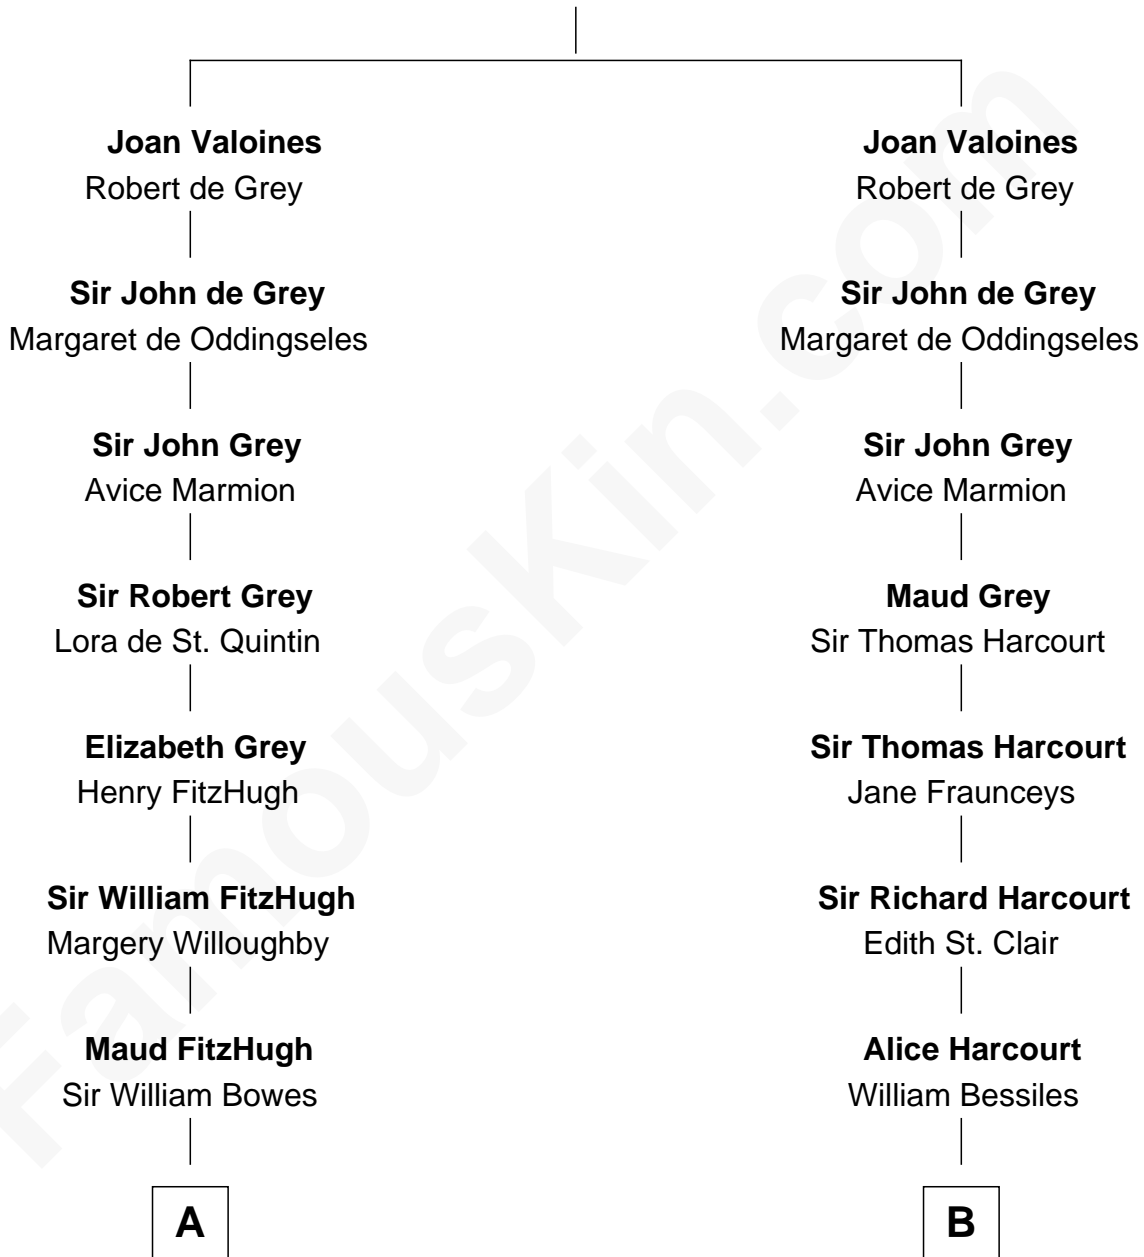 Joan Valoines
Robert de Grey
Sir John de Grey
Margaret de Oddingseles
Sir John Grey
Avice Marmion
Sir Robert Grey
Lora de St. Quintin
Elizabeth Grey
Henry FitzHugh
Sir William FitzHugh
Margery Willoughby
Maud FitzHugh
Sir William Bowes
A
Joan Valoines
Robert de Grey
Sir John de Grey
Margaret de Oddingseles
Sir John Grey
Avice Marmion
Maud Grey
Sir Thomas Harcourt
Sir Thomas Harcourt
Jane Fraunceys
Sir Richard Harcourt
Edith St. Clair
Alice Harcourt
William Bessiles
B
FamousKin.com